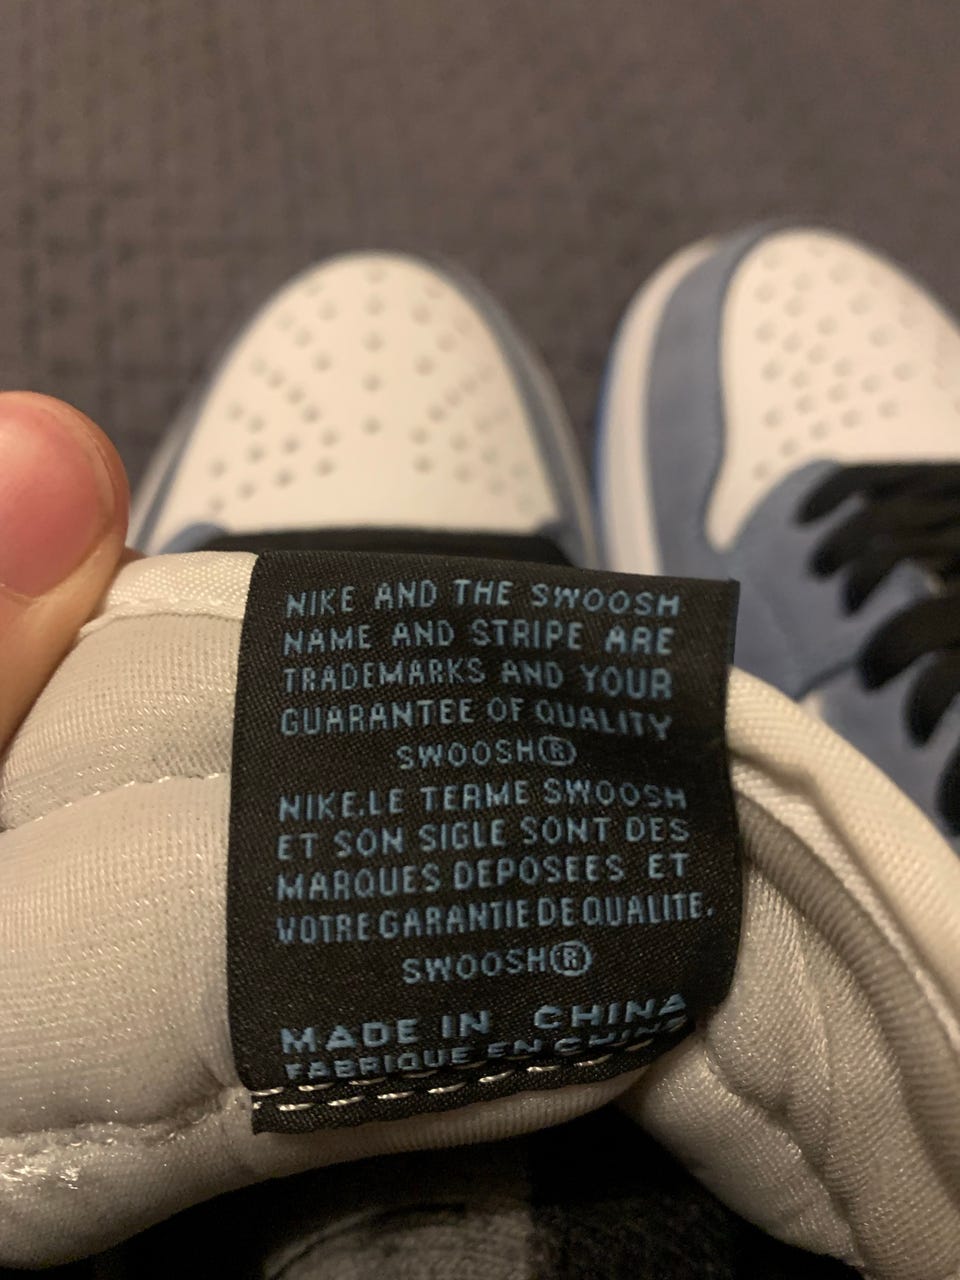 NIKE AND THE SWOOSH
NAME AND STRIPE ARE
TRADEMARKS AND YOUR
GUARANTEE OF QUALITY
SWOOSH®
NIKE.LE TERME SWOOSH
ET SON SIGLE SONT DES
MARQUES DEPOSEES ET
VOTRE GARANTIE DE QUALITE.
SWOOSH®
MADE IN CHINA
FABRIQUE EN CHINE